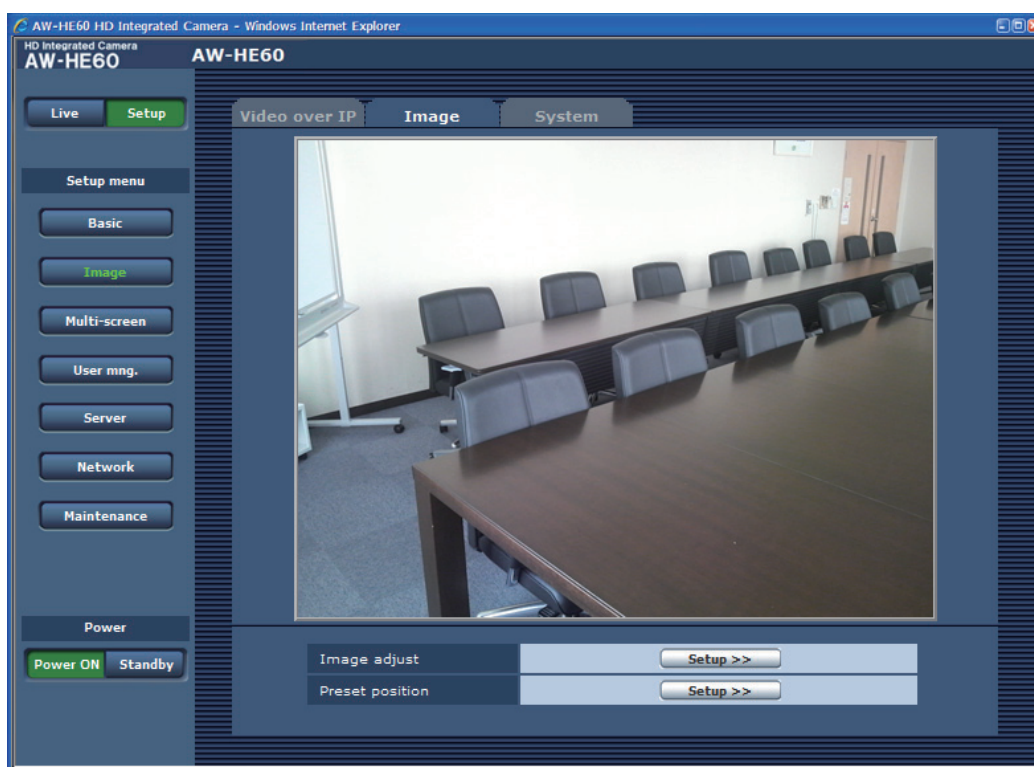 AW-HE60 HD Integrated Camera - Windows Internet Explorer
HD Integrated Camera
AW-HE60
AW-HE60
Live
Setup
Video over IP
Image
System
Setup menu
Basic
Image
Multi-screen
User mng.
Server
Network
Maintenance
Power
Power ON
Standby
Image adjust
Setup >>
Preset position
Setup >>